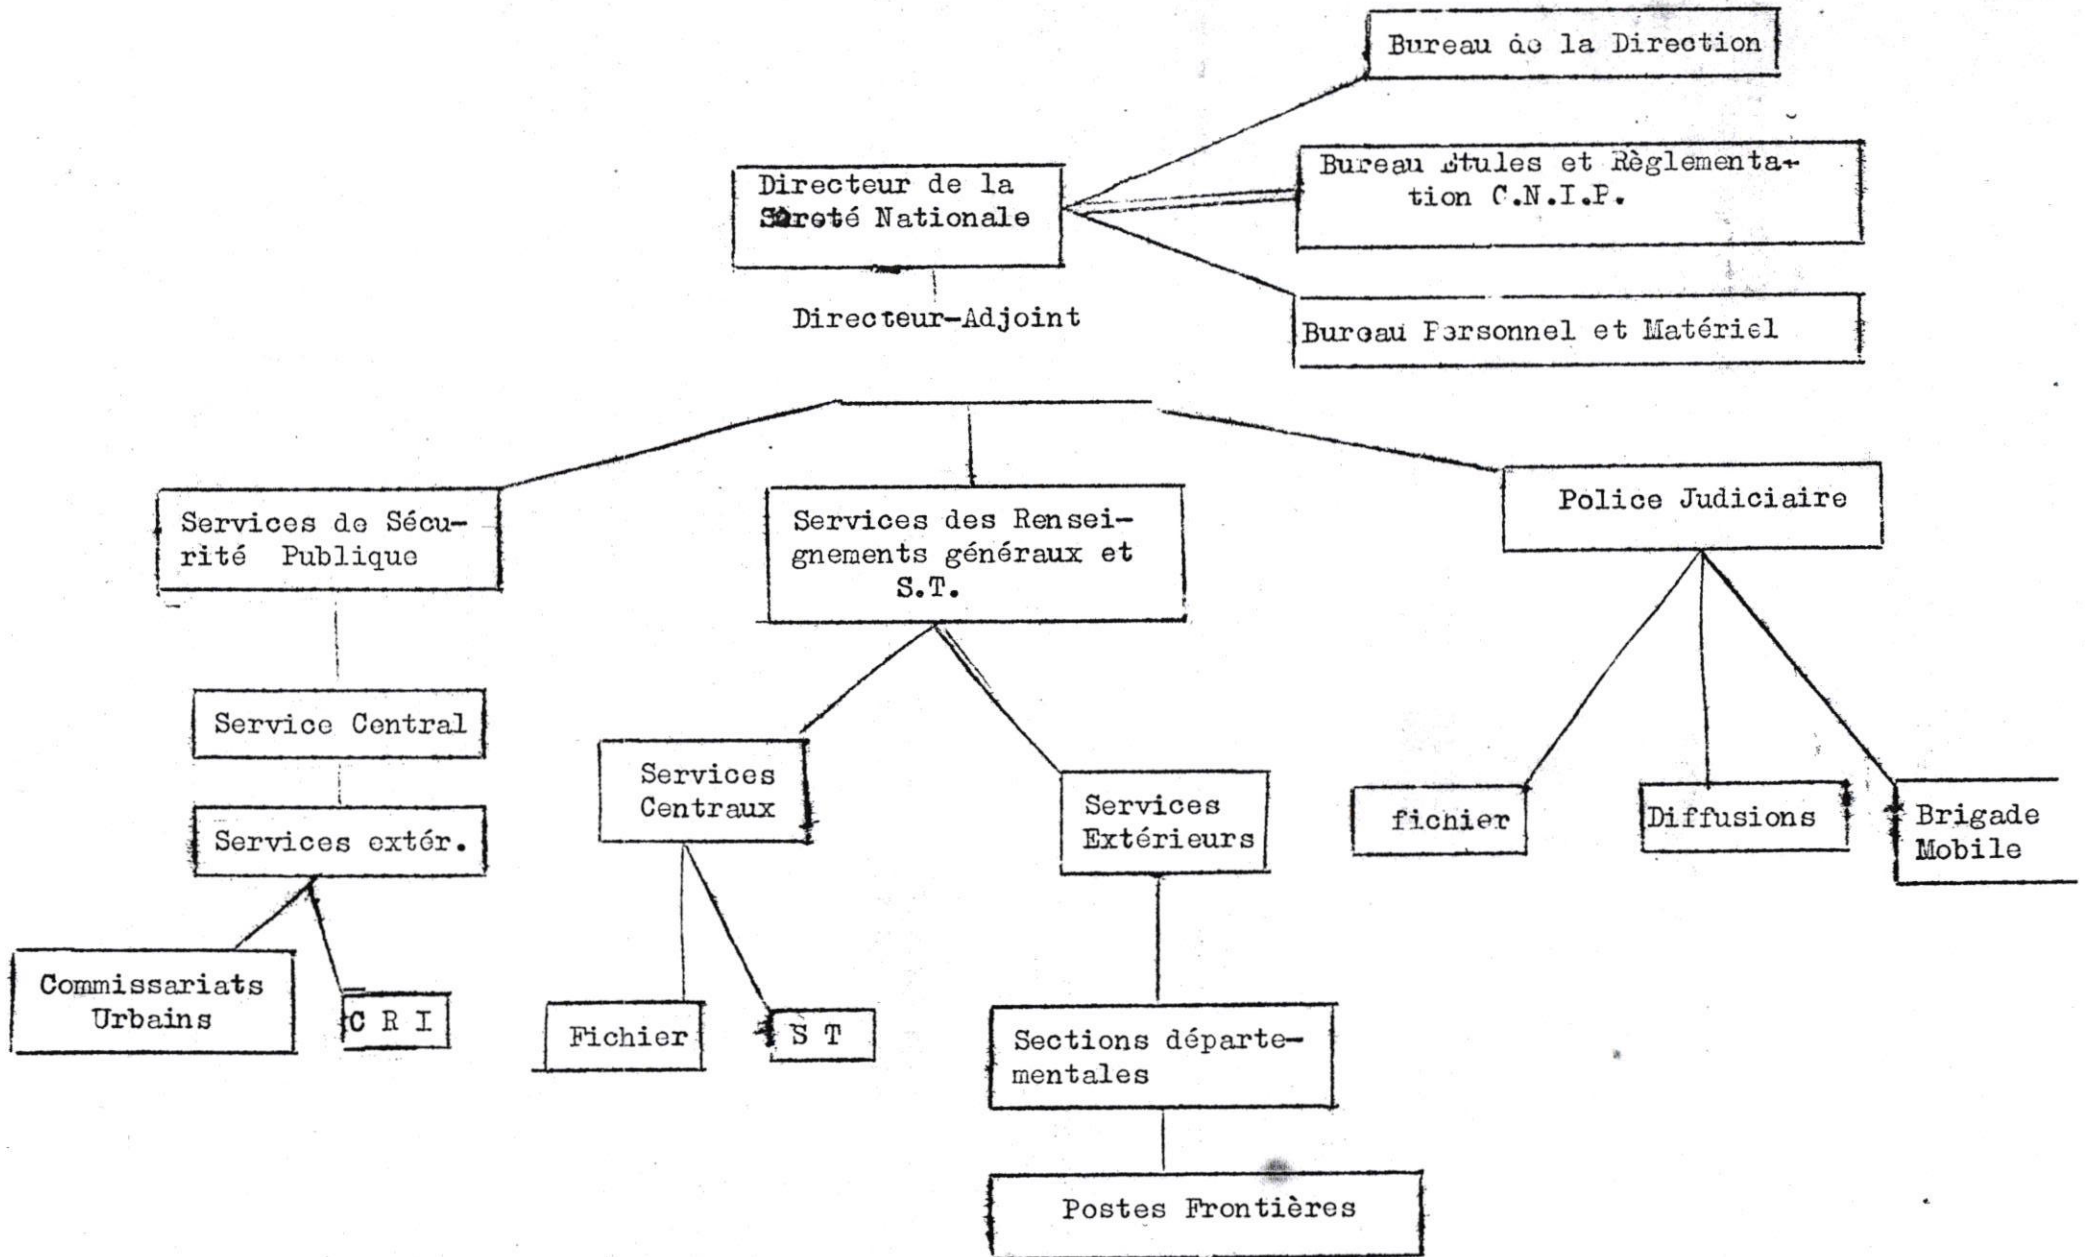 Bureau de la Direction
Directeur de la
Sûreté Nationale
Bureau Etules et Règlementa-
tion C.N.I.P.
Directeur-Adjoint
Bureau Personnel et Matériel
Services de Sécu-
rité Publique
Services des Rensei-
gnements généraux et
S.T.
Police Judiciaire
Service Central
Services extér.
Commissariats
Urbains
C R I
Services
Centraux
Fichier
S T
Services
Extérieurs
Sections départe-
mentales
Postes Frontières
fichier
Diffusions
Brigade
Mobile